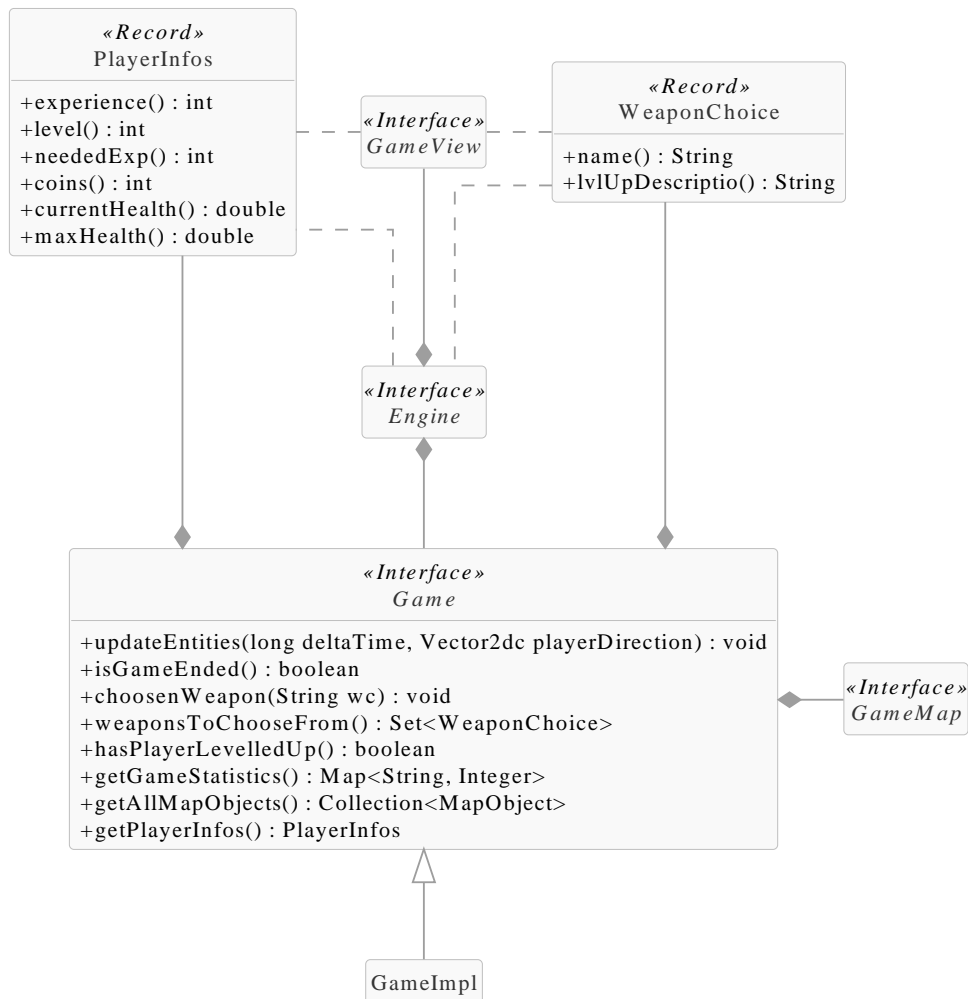 «Record»
PlayerInfos
+experience() : int
+level() : int
+neededExp() : int
+coins() : int
+currentHealth() : double
+maxHealth() : double
«Interface»
GameView
«Record»
WeaponChoice
+name() : String
+lvlUpDescriptio() : String
«Interface»
Engine
«Interface»
Game
+updateEntities(long deltaTime, Vector2dc playerDirection) : void
+isGameEnded() : boolean
+choosenWeapon(String wc) : void
+weaponsToChooseFrom() : Set<WeaponChoice>
+hasPlayerLevelledUp() : boolean
+getGameStatistics() : Map<String, Integer>
+getAllMapObjects() : Collection<MapObject>
+getPlayerInfos() : PlayerInfos
«Interface»
GameMap
GameImpl